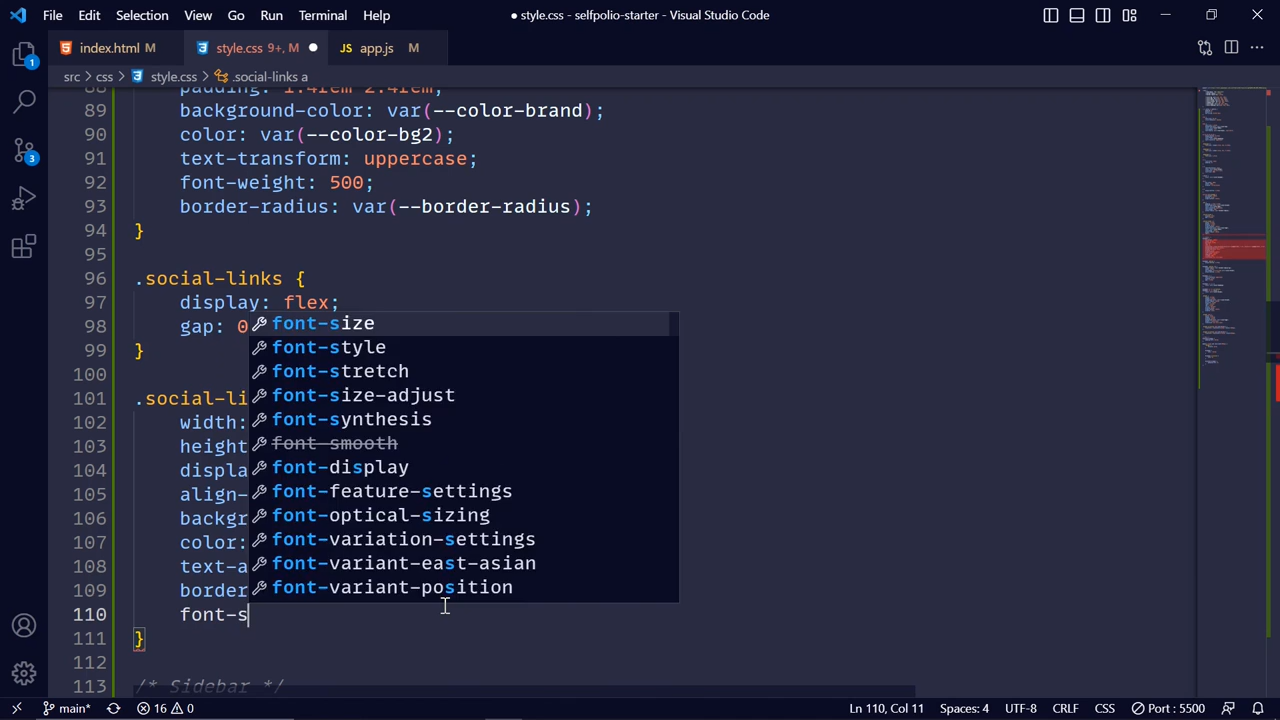 File Edit Selection View Go Run Terminal Help
● style.css - selfpolio-starter - Visual Studio Code
index.html M
style.css 9+, M
JS app.js M
src > css > style.css > .social-links a
88 padding: 1.4rem 2.4rem;
89 background-color: var(--color-brand);
90 color: var(--color-bg2);
91 text-transform: uppercase;
92 font-weight: 500;
93 border-radius: var(--border-radius);
94 }
95
96 .social-links {
97 display: flex;
98 gap: 0
99 }
100
101 .social-li
102 width:
103 height
104 displa
105 align-
106 backgr
107 color:
108 text-a
109 border
110 font-s
111 }
112
113 /* Sidebar */
font-size
font-style
font-stretch
font-size-adjust
font-synthesis
font-smooth
font-display
font-feature-settings
font-optical-sizing
font-variation-settings
font-variant-east-asian
font-variant-position
1
3
main* 16 0 Ln 110, Col 11 Spaces: 4 UTF-8 CRLF CSS Port : 5500